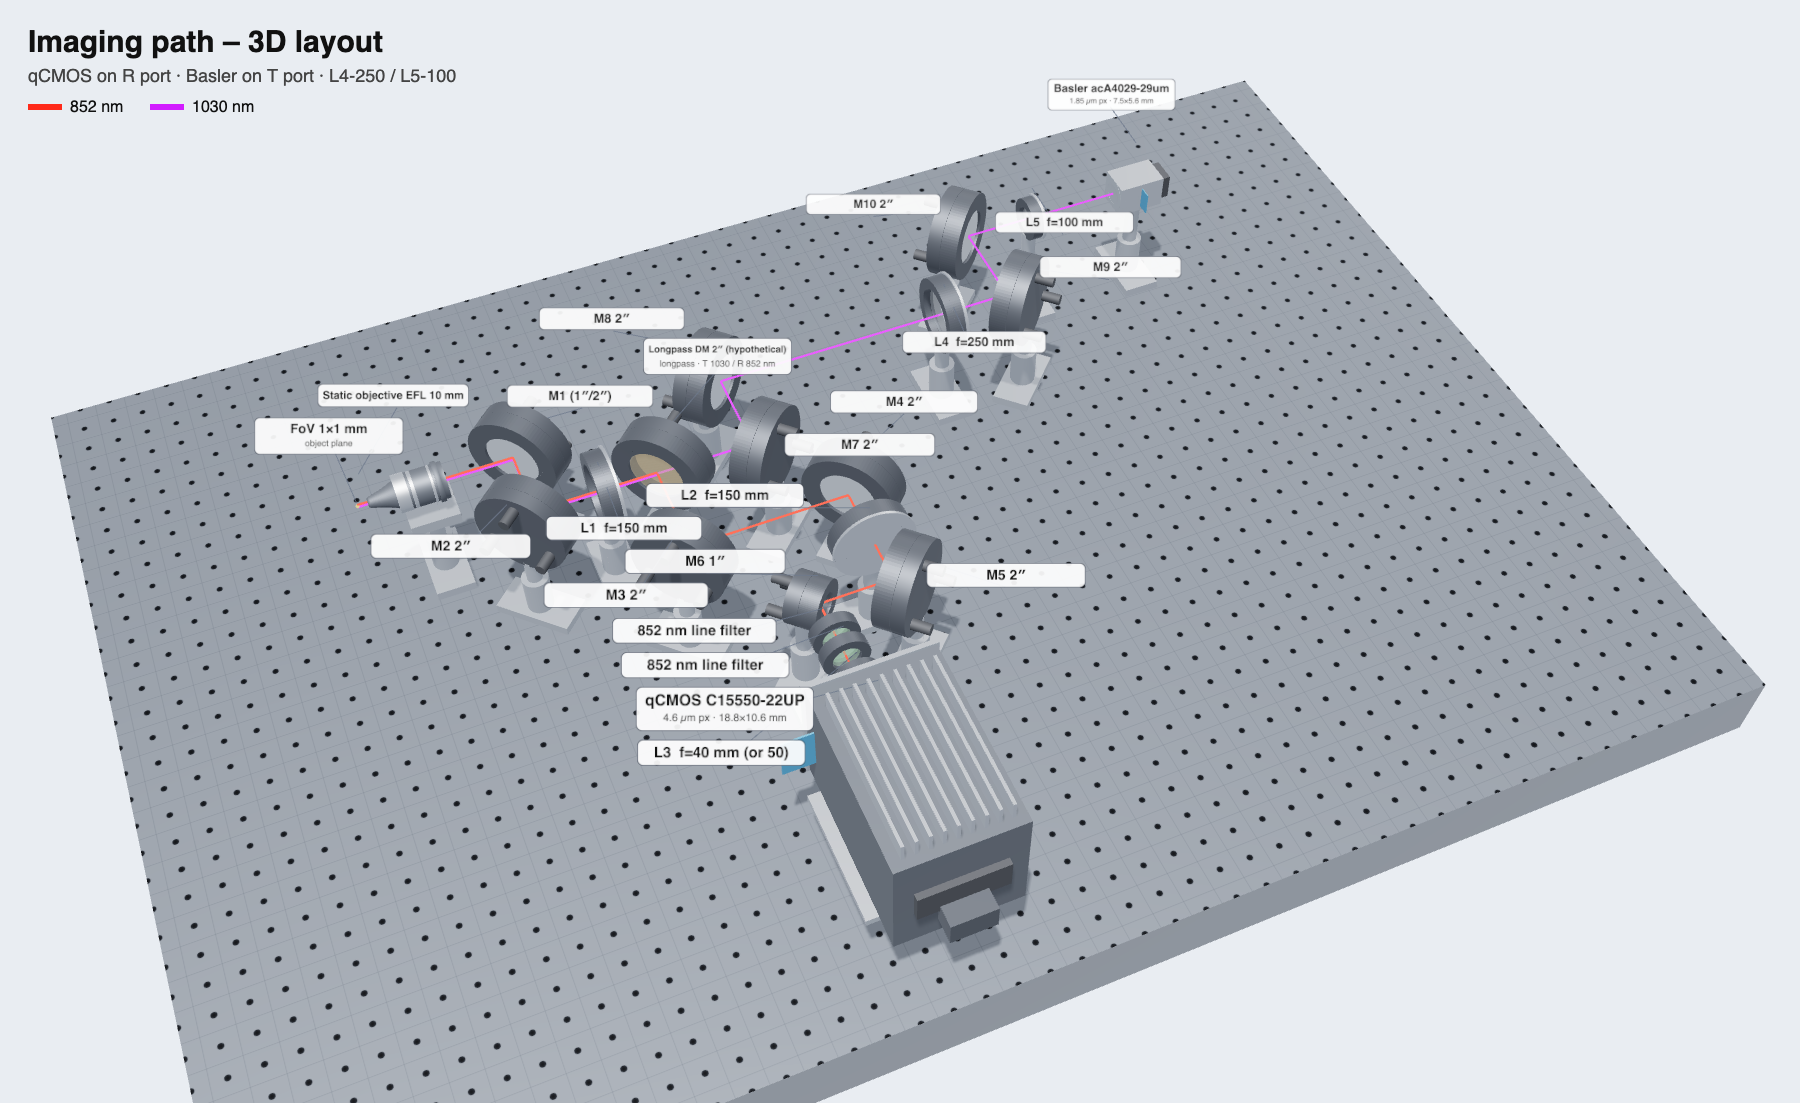 Imaging path – 3D layout
qCMOS on R port · Basler on T port · L4-250 / L5-100
852 nm
1030 nm
Basler acA4029-29um
1.85 µm px · 7.5×5.6 mm
M10 2″
L5 f=100 mm
M9 2″
M8 2″
L4 f=250 mm
Longpass DM 2″ (hypothetical)
longpass · T 1030 / R 852 nm
Static objective EFL 10 mm
M1 (1″/2″)
M4 2″
FoV 1×1 mm
object plane
M7 2″
L2 f=150 mm
L1 f=150 mm
M2 2″
M6 1″
M5 2″
M3 2″
852 nm line filter
852 nm line filter
qCMOS C15550-22UP
4.6 µm px · 18.8×10.6 mm
L3 f=40 mm (or 50)